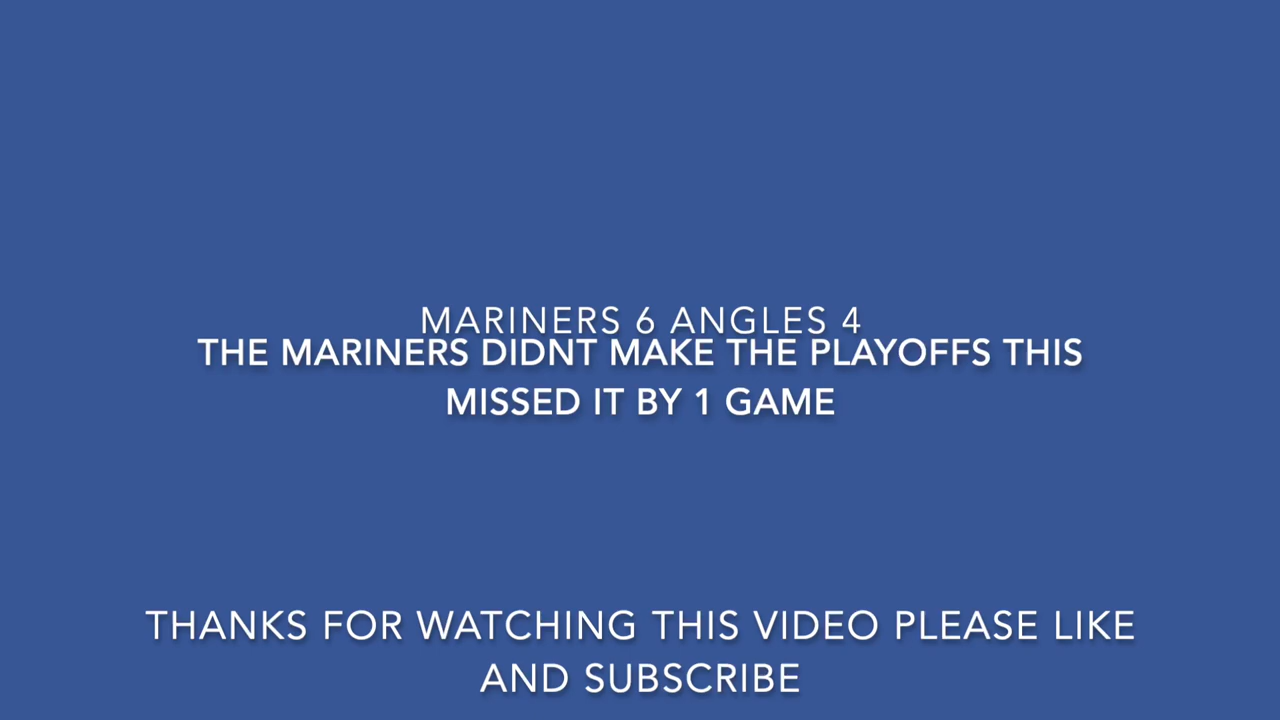 MARINERS 6 ANGLES 4
THE MARINERS DIDNT MAKE THE PLAYOFFS THIS
MISSED IT BY 1 GAME
THANKS FOR WATCHING THIS VIDEO PLEASE LIKE
AND SUBSCRIBE